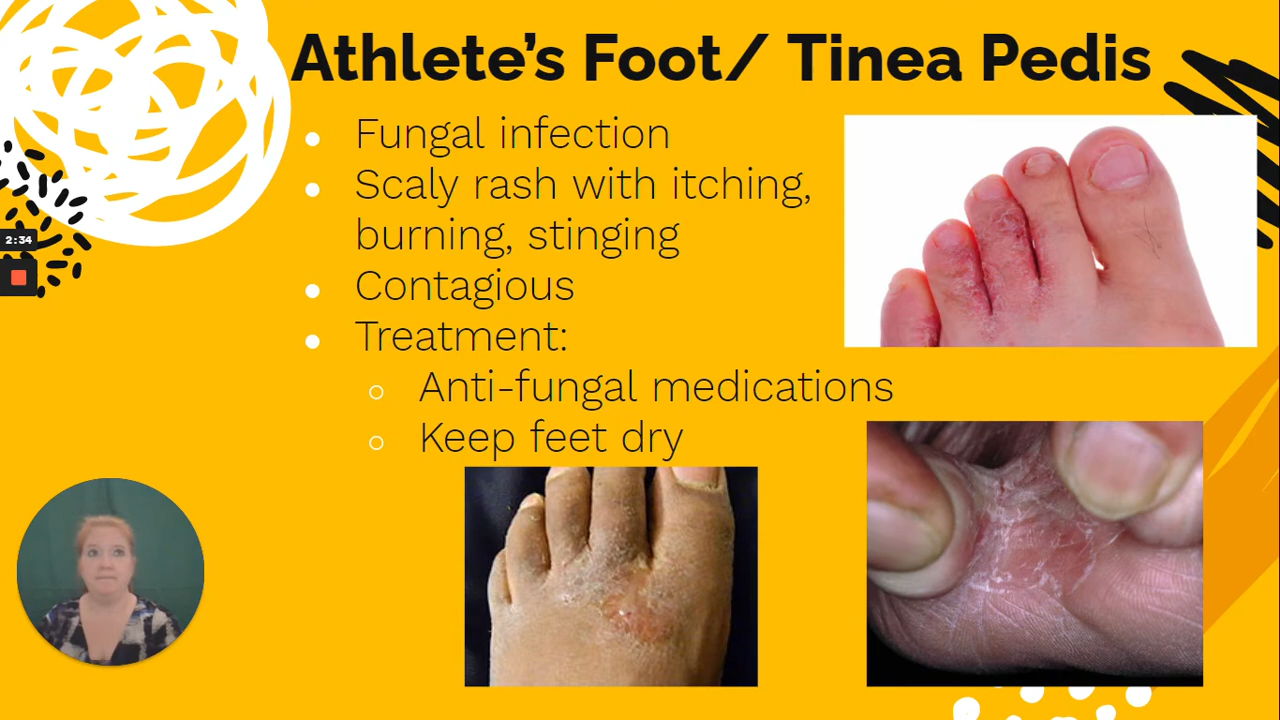 Athlete's Foot/ Tinea Pedis
Fungal infection
Scaly rash with itching,
burning, stinging
Contagious
Treatment:
Anti-fungal medications
Keep feet dry
2:34